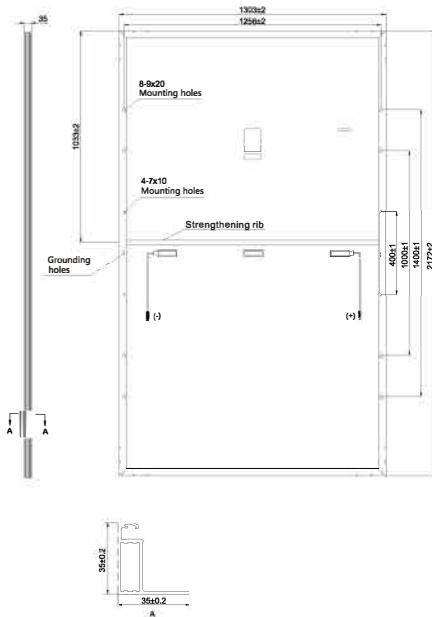 35
1303±2
1256±2
8-9x20
Mounting holes
1033±2
4-7x10
Mounting holes
Strengthening rib
Grounding
holes
400±1
1000±1
1400±1
2172±2
(-)
(+)
A
A
35±0.2
35±0.2
A